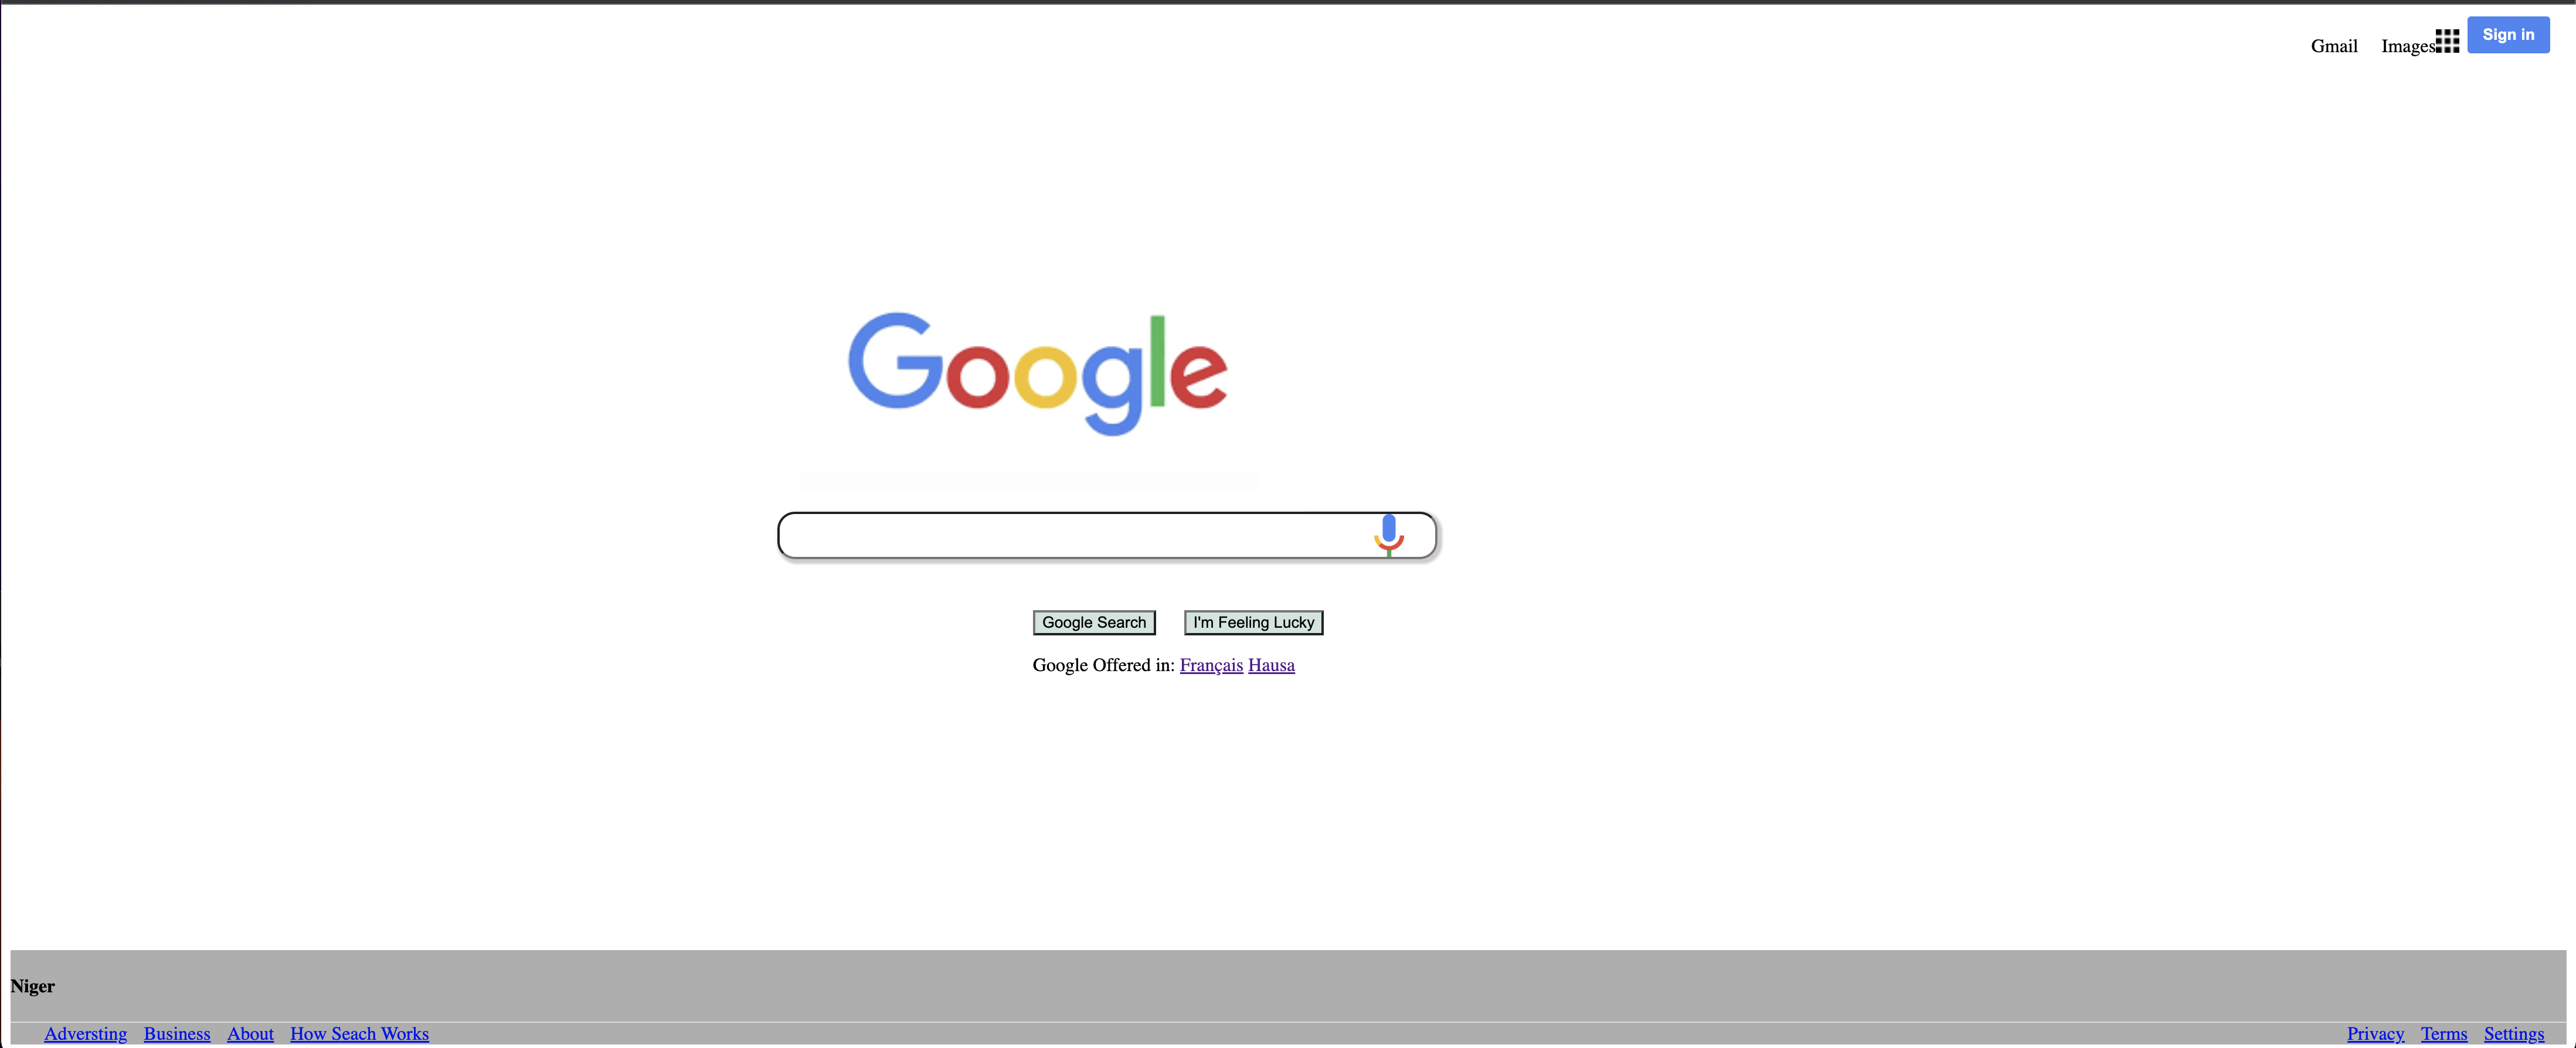 Gmail Images Sign in
Google
Google Search I'm Feeling Lucky
Google Offered in: Français Hausa
Niger
Adversting Business About How Seach Works Privacy Terms Settings